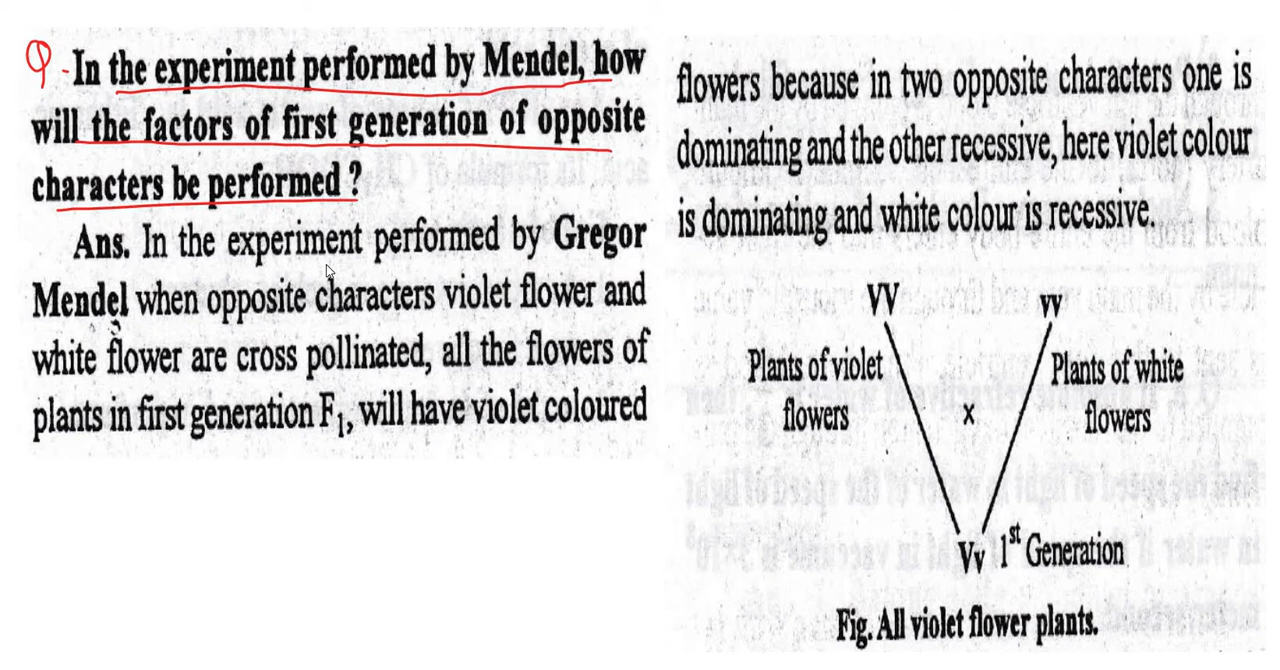 Q - In the experiment performed by Mendel, how
will the factors of first generation of opposite
characters be performed ?
Ans. In the experiment performed by Gregor
Mendel when opposite characters violet flower and
white flower are cross pollinated, all the flowers of
plants in first generation F₁, will have violet coloured
flowers because in two opposite characters one is
dominating and the other recessive, here violet colour
is dominating and white colour is recessive.
VV vv
Plants of violet Plants of white
flowers x flowers
Vv 1st Generation
Fig. All violet flower plants.